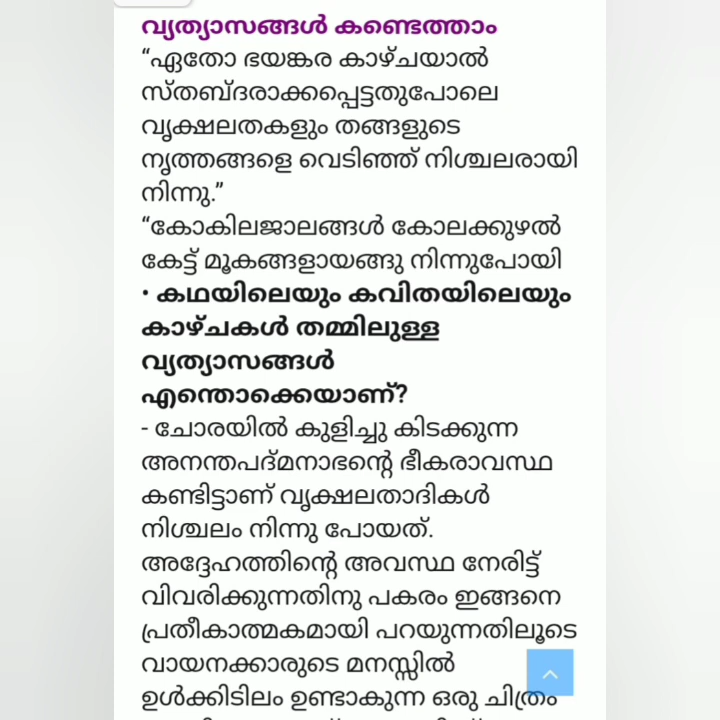 വ്യത്യാസങ്ങൾ കണ്ടെത്താം
“ഏതോ ഭയങ്കര കാഴ്ചയാൽ
സ്തബ്ദരാക്കപ്പെട്ടതുപോലെ
വൃക്ഷലതകളും തങ്ങളുടെ
നൃത്തങ്ങളെ വെടിഞ്ഞ് നിശ്ചലരായി
നിന്നു.”
“കോകിലജാലങ്ങൾ കോലക്കുഴൽ
കേട്ട് മൂകങ്ങളായങ്ങു നിന്നുപോയി
• കഥയിലെയും കവിതയിലെയും
കാഴ്ചകൾ തമ്മിലുള്ള
വ്യത്യാസങ്ങൾ
എന്തൊക്കെയാണ്?
- ചോരയിൽ കുളിച്ചു കിടക്കുന്ന
അനന്തപദ്മനാഭന്റെ ഭീകരാവസ്ഥ
കണ്ടിട്ടാണ് വൃക്ഷലതാദികൾ
നിശ്ചലം നിന്നു പോയത്.
അദ്ദേഹത്തിന്റെ അവസ്ഥ നേരിട്ട്
വിവരിക്കുന്നതിനു പകരം ഇങ്ങനെ
പ്രതീകാത്മകമായി പറയുന്നതിലൂടെ
വായനക്കാരുടെ മനസ്സിൽ
ഉൾക്കിടിലം ഉണ്ടാകുന്ന ഒരു ചിത്രം